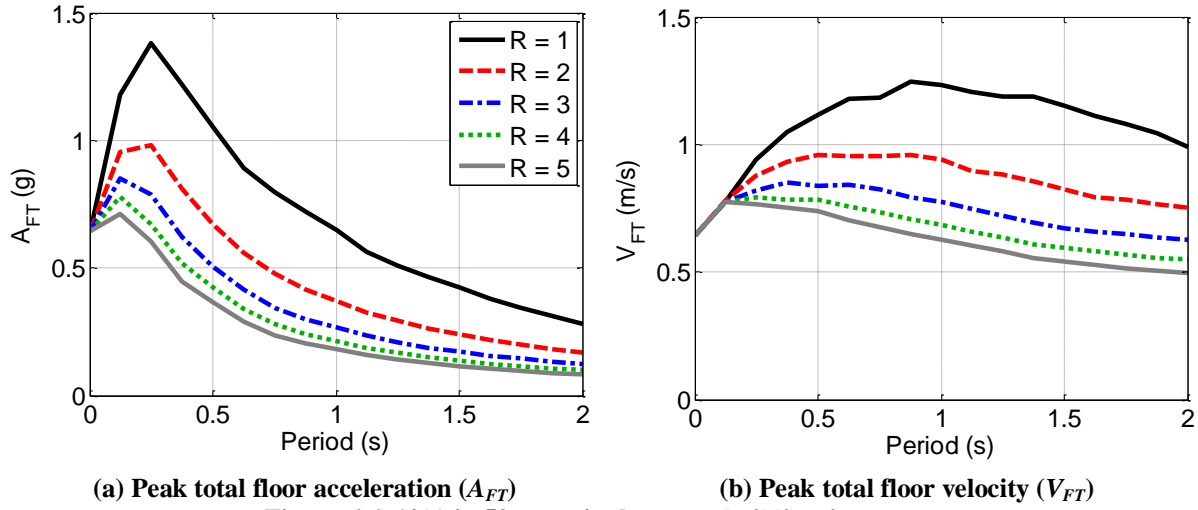 1.5
1
0.5
0
A_FT (g)
R = 1
R = 2
R = 3
R = 4
R = 5
0 0.5 1 1.5 2
Period (s)
1.5
1
0.5
0
V_FT (m/s)
0 0.5 1 1.5 2
Period (s)
(a) Peak total floor acceleration (A_FT)
(b) Peak total floor velocity (V_FT)